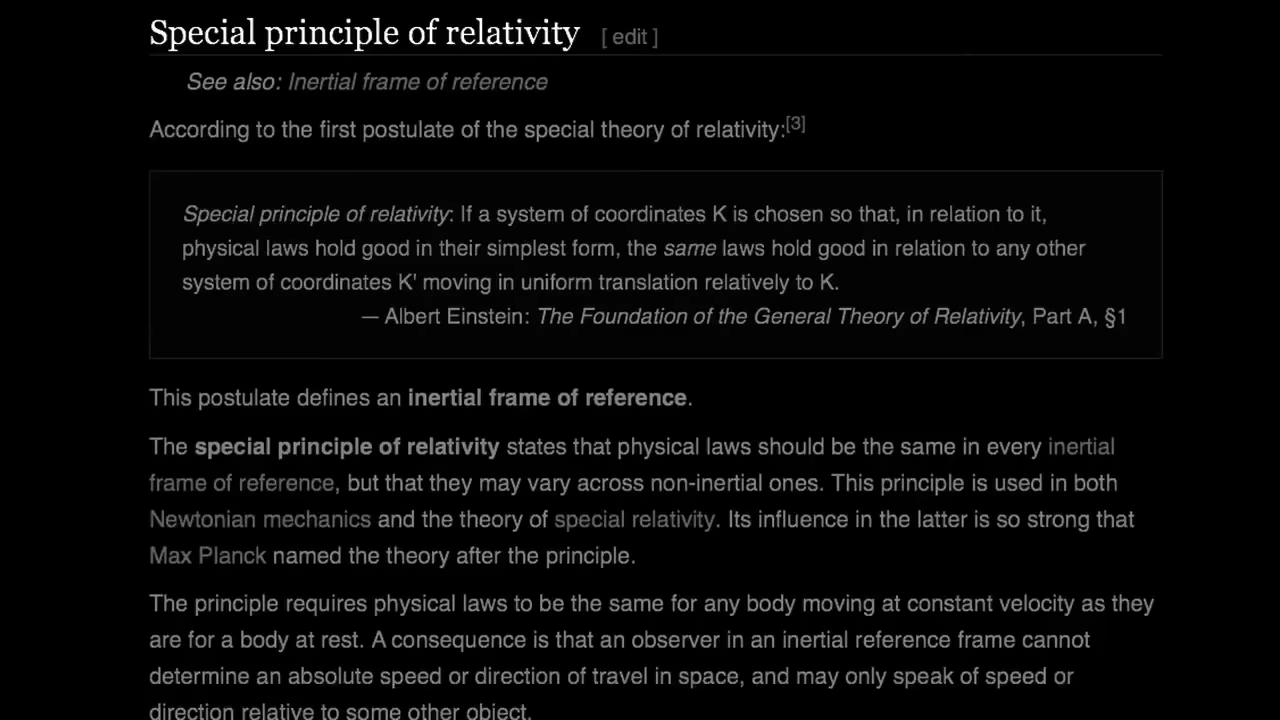 Special principle of relativity [ edit ]
See also: Inertial frame of reference
According to the first postulate of the special theory of relativity:[3]
Special principle of relativity: If a system of coordinates K is chosen so that, in relation to it,
physical laws hold good in their simplest form, the same laws hold good in relation to any other
system of coordinates K' moving in uniform translation relatively to K.
— Albert Einstein: The Foundation of the General Theory of Relativity, Part A, §1
This postulate defines an inertial frame of reference.
The special principle of relativity states that physical laws should be the same in every inertial
frame of reference, but that they may vary across non-inertial ones. This principle is used in both
Newtonian mechanics and the theory of special relativity. Its influence in the latter is so strong that
Max Planck named the theory after the principle.
The principle requires physical laws to be the same for any body moving at constant velocity as they
are for a body at rest. A consequence is that an observer in an inertial reference frame cannot
determine an absolute speed or direction of travel in space, and may only speak of speed or
direction relative to some other object.